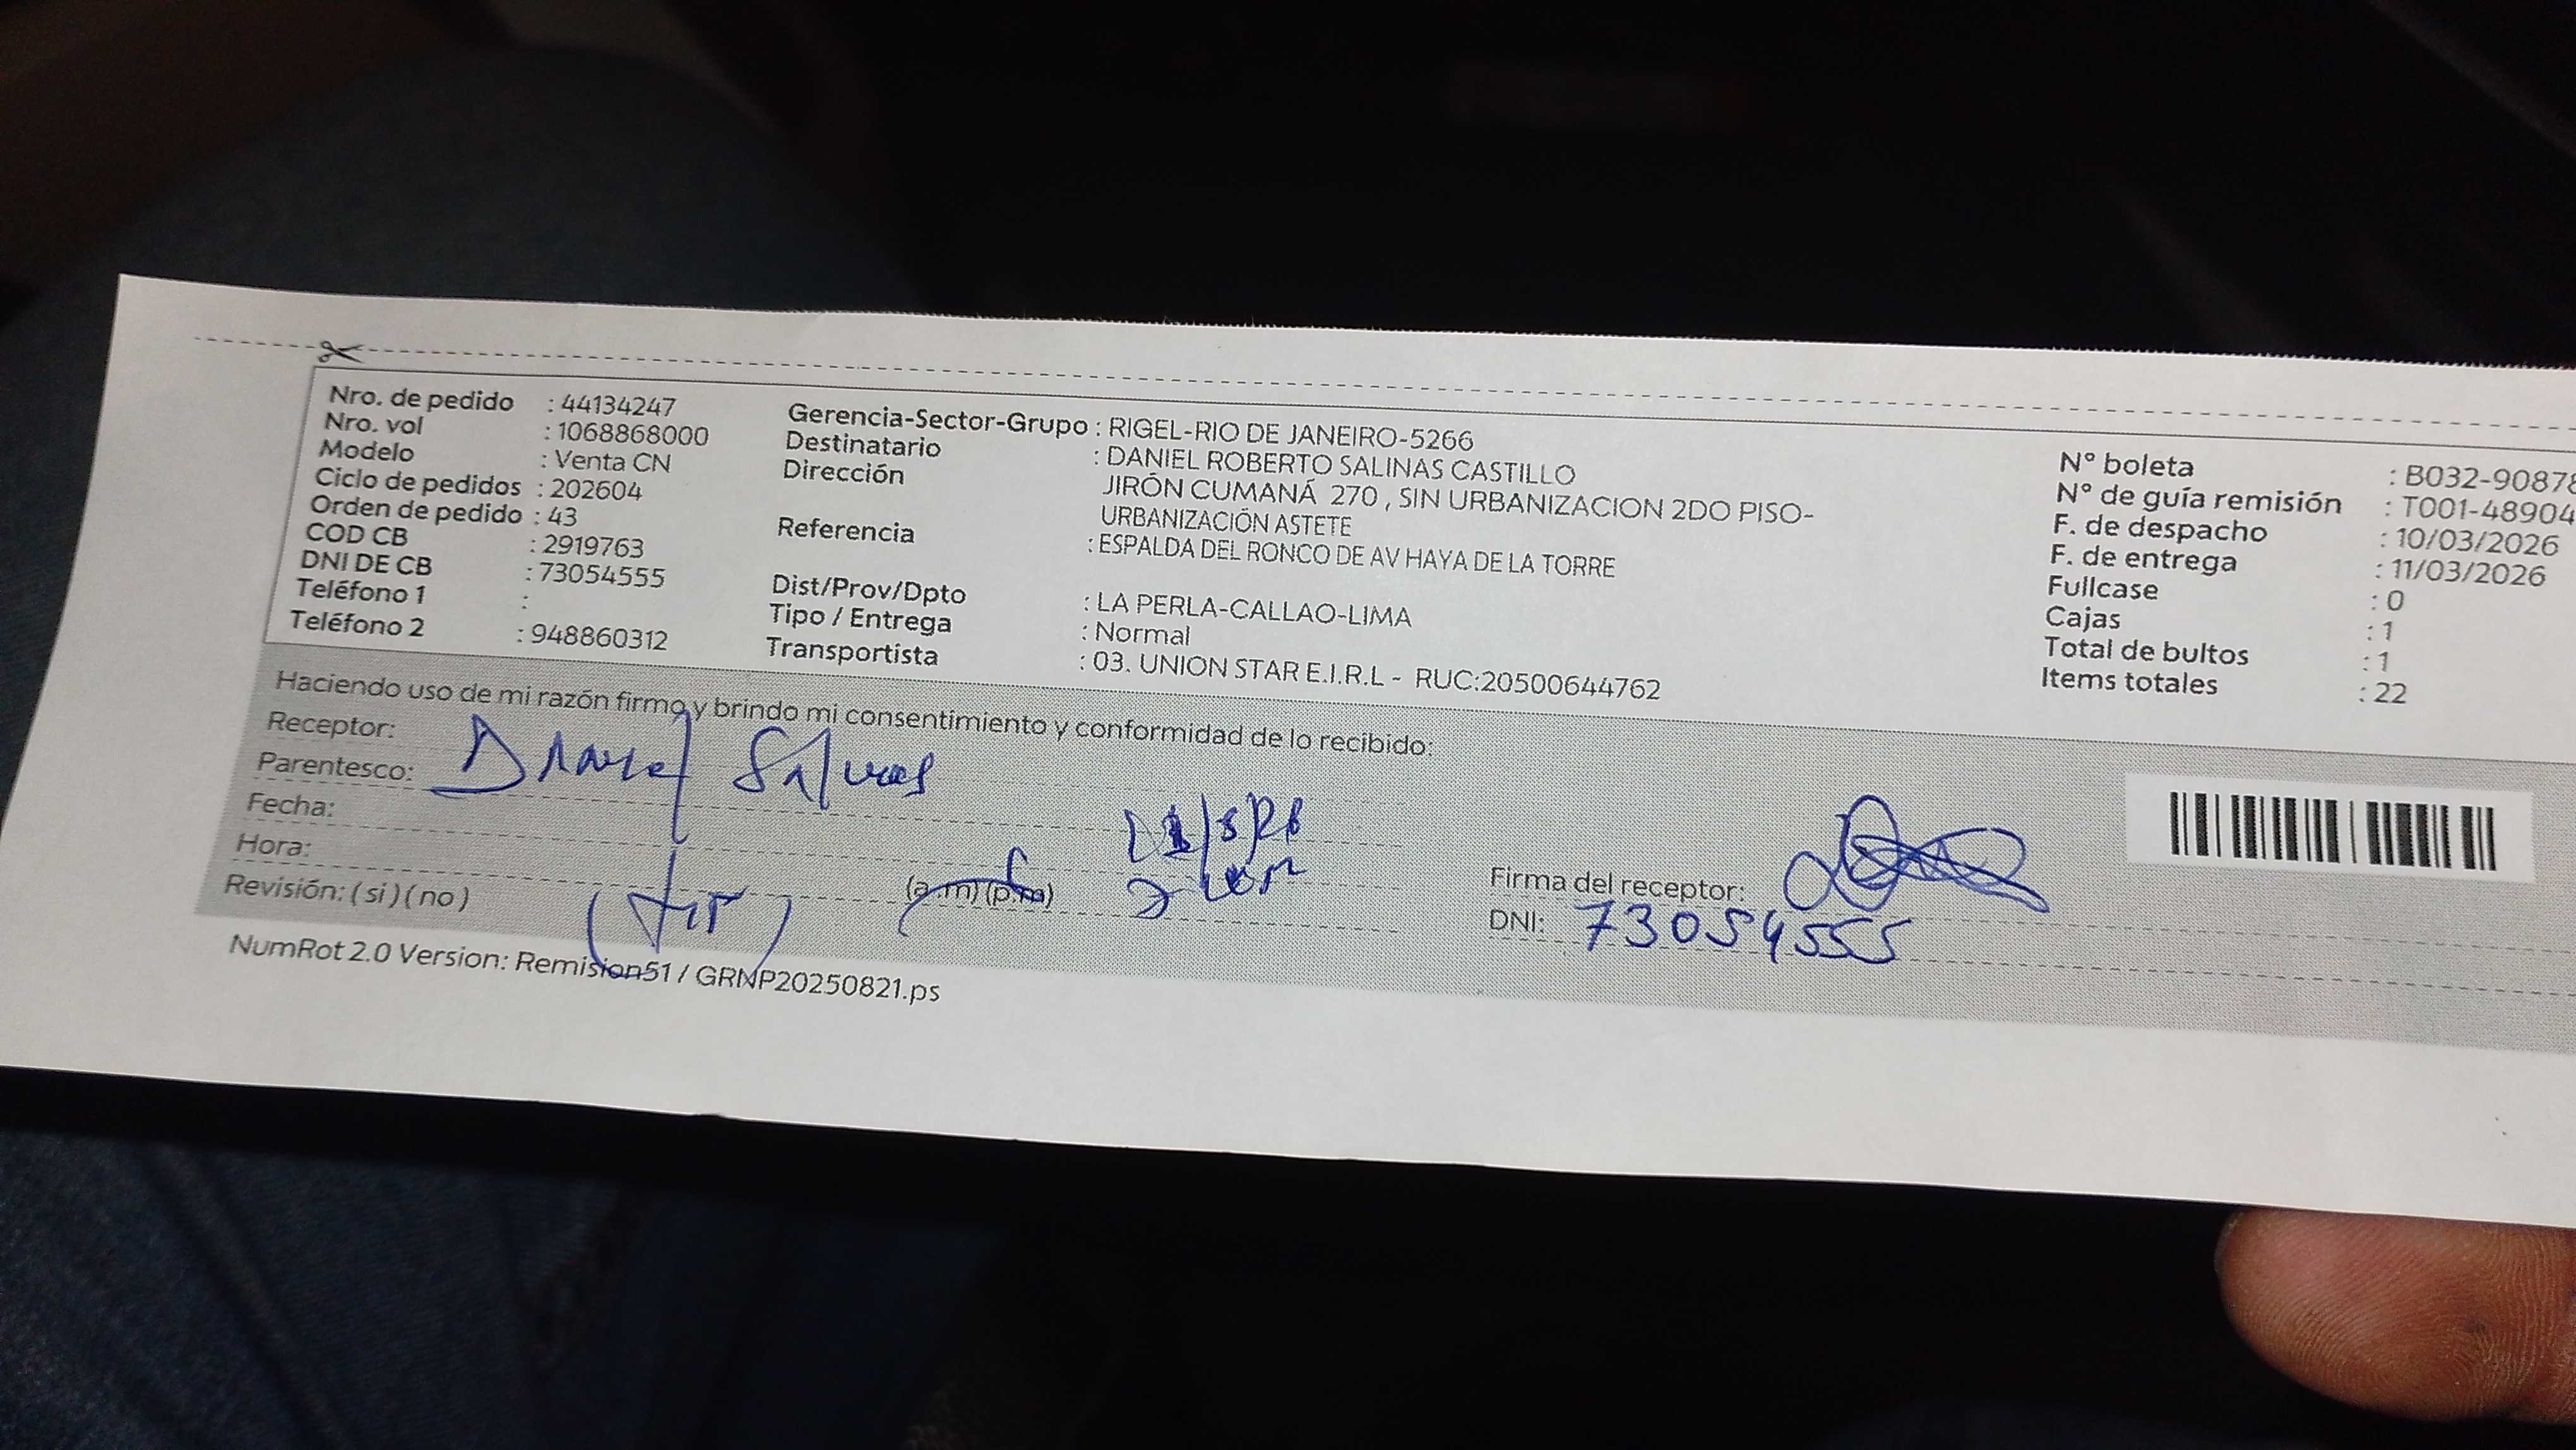 Nro. de pedido : 44134247
Nro. vol : 1068868000
Modelo : Venta CN
Ciclo de pedidos : 202604
Orden de pedido : 43
COD CB : 2919763
DNI DE CB : 73054555
Teléfono 1 :
Teléfono 2 : 948860312
Gerencia-Sector-Grupo : RIGEL-RIO DE JANEIRO-5266
Destinatario : DANIEL ROBERTO SALINAS CASTILLO
Dirección JIRÓN CUMANÁ 270 , SIN URBANIZACION 2DO PISO-
URBANIZACIÓN ASTETE
Referencia : ESPALDA DEL RONCO DE AV HAYA DE LA TORRE
Dist/Prov/Dpto : LA PERLA-CALLAO-LIMA
Tipo / Entrega : Normal
Transportista : 03. UNION STAR E.I.R.L - RUC:20500644762
N° boleta : B032-90878
N° de guía remisión : T001-48904
F. de despacho : 10/03/2026
F. de entrega : 11/03/2026
Fullcase : 0
Cajas : 1
Total de bultos : 1
Items totales : 22
Haciendo uso de mi razón firmo y brindo mi consentimiento y conformidad de lo recibido:
Receptor:
Parentesco: Daniel Salinas
Fecha:
Hora: (a.m) (p.m)
Revisión: ( si ) ( no )
Firma del receptor:
DNI: 73054555
NumRot 2.0 Version: Remision51 / GRNP20250821.ps